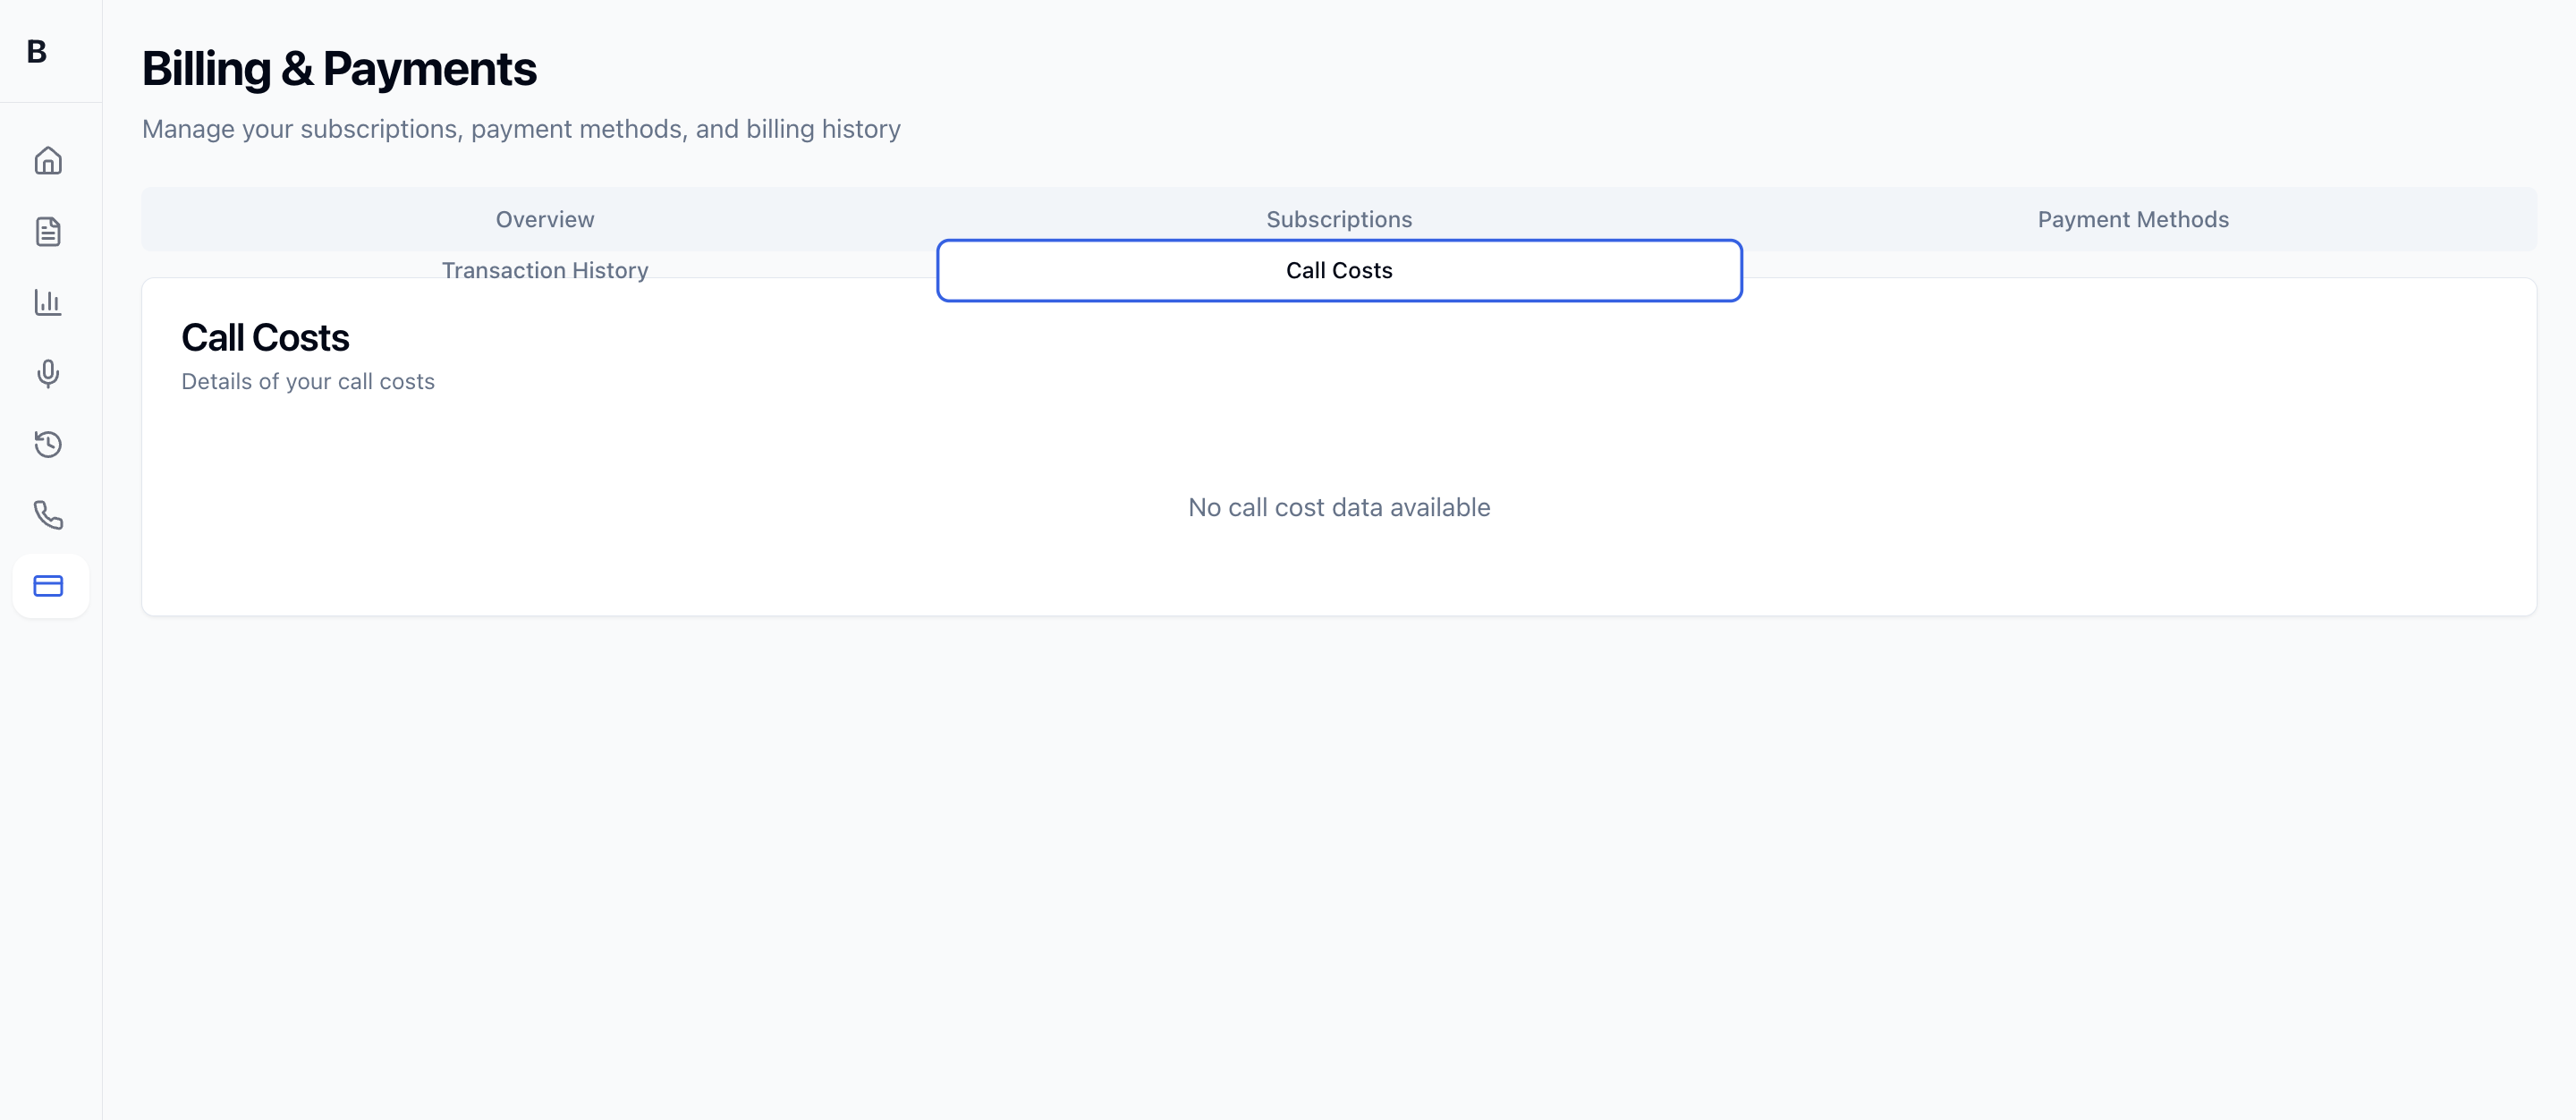 B
Billing & Payments
Manage your subscriptions, payment methods, and billing history
Overview Subscriptions Payment Methods
Transaction History Call Costs
Call Costs
Details of your call costs
No call cost data available